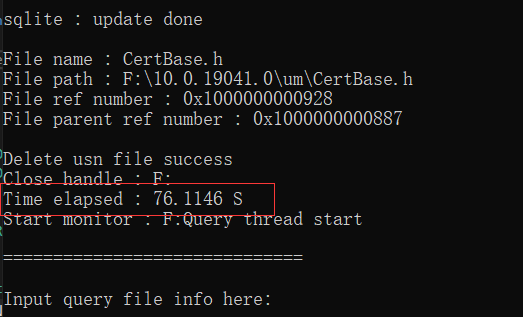 sqlite : update done
File name : CertBase.h
File path : F:\10.0.19041.0\um\CertBase.h
File ref number : 0x1000000000928
File parent ref number : 0x1000000000887
Delete usn file success
Close handle : F:
Time elapsed : 76.1146 S
Start monitor : F:Query thread start
==============================
Input query file info here: